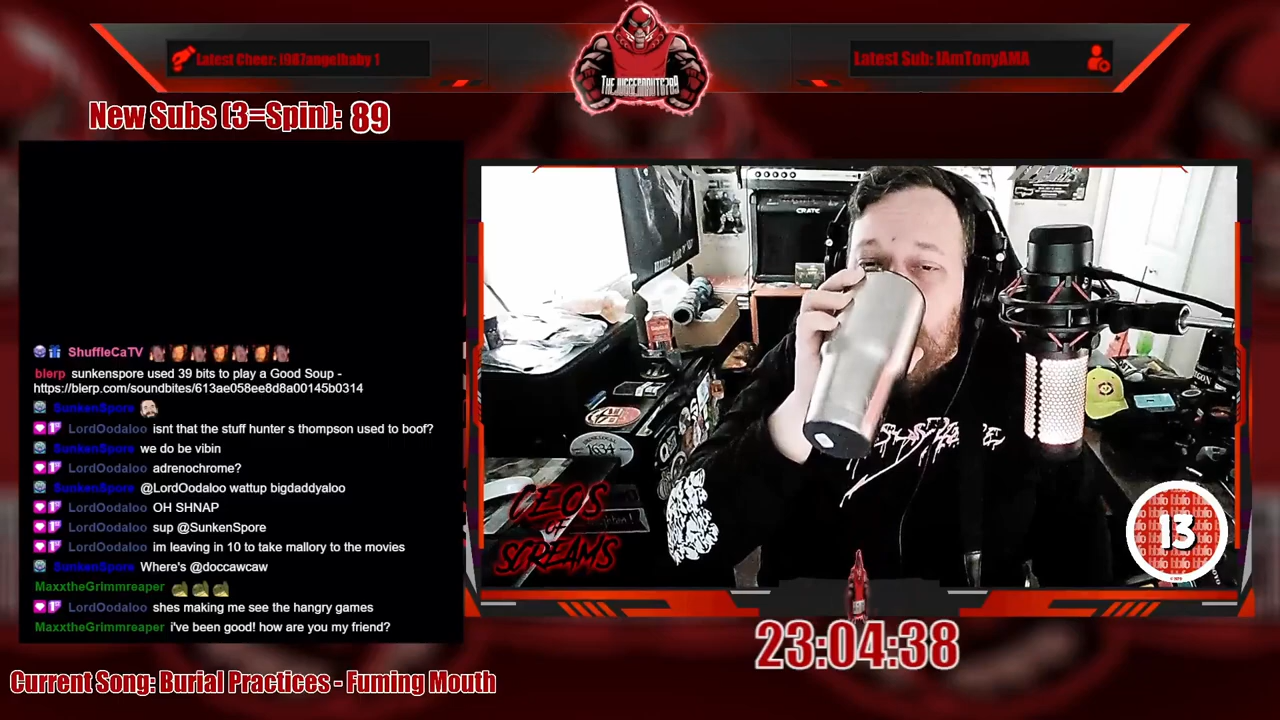 Latest Cheer: i987angelbaby 1
TheJuggernaut6789
Latest Sub: IAmTonyAMA
New Subs (3=Spin): 89
ShuffleCaTV
blerp sunkenspore used 39 bits to play a Good Soup -
https://blerp.com/soundbites/613ae058ee8d8a00145b0314
SunkenSpore
LordOodaloo isnt that the stuff hunter s thompson used to boof?
SunkenSpore we do be vibin
LordOodaloo adrenochrome?
SunkenSpore @LordOodaloo wattup bigdaddyaloo
LordOodaloo OH SHNAP
LordOodaloo sup @SunkenSpore
LordOodaloo im leaving in 10 to take mallory to the movies
SunkenSpore Where's @doccawcaw
MaxxtheGrimmreaper
LordOodaloo shes making me see the hangry games
MaxxtheGrimmreaper i've been good! how are you my friend?
CRATE
1634
CEOS
OF
SCREAMS
13
23:04:38
Current Song: Burial Practices - Fuming Mouth